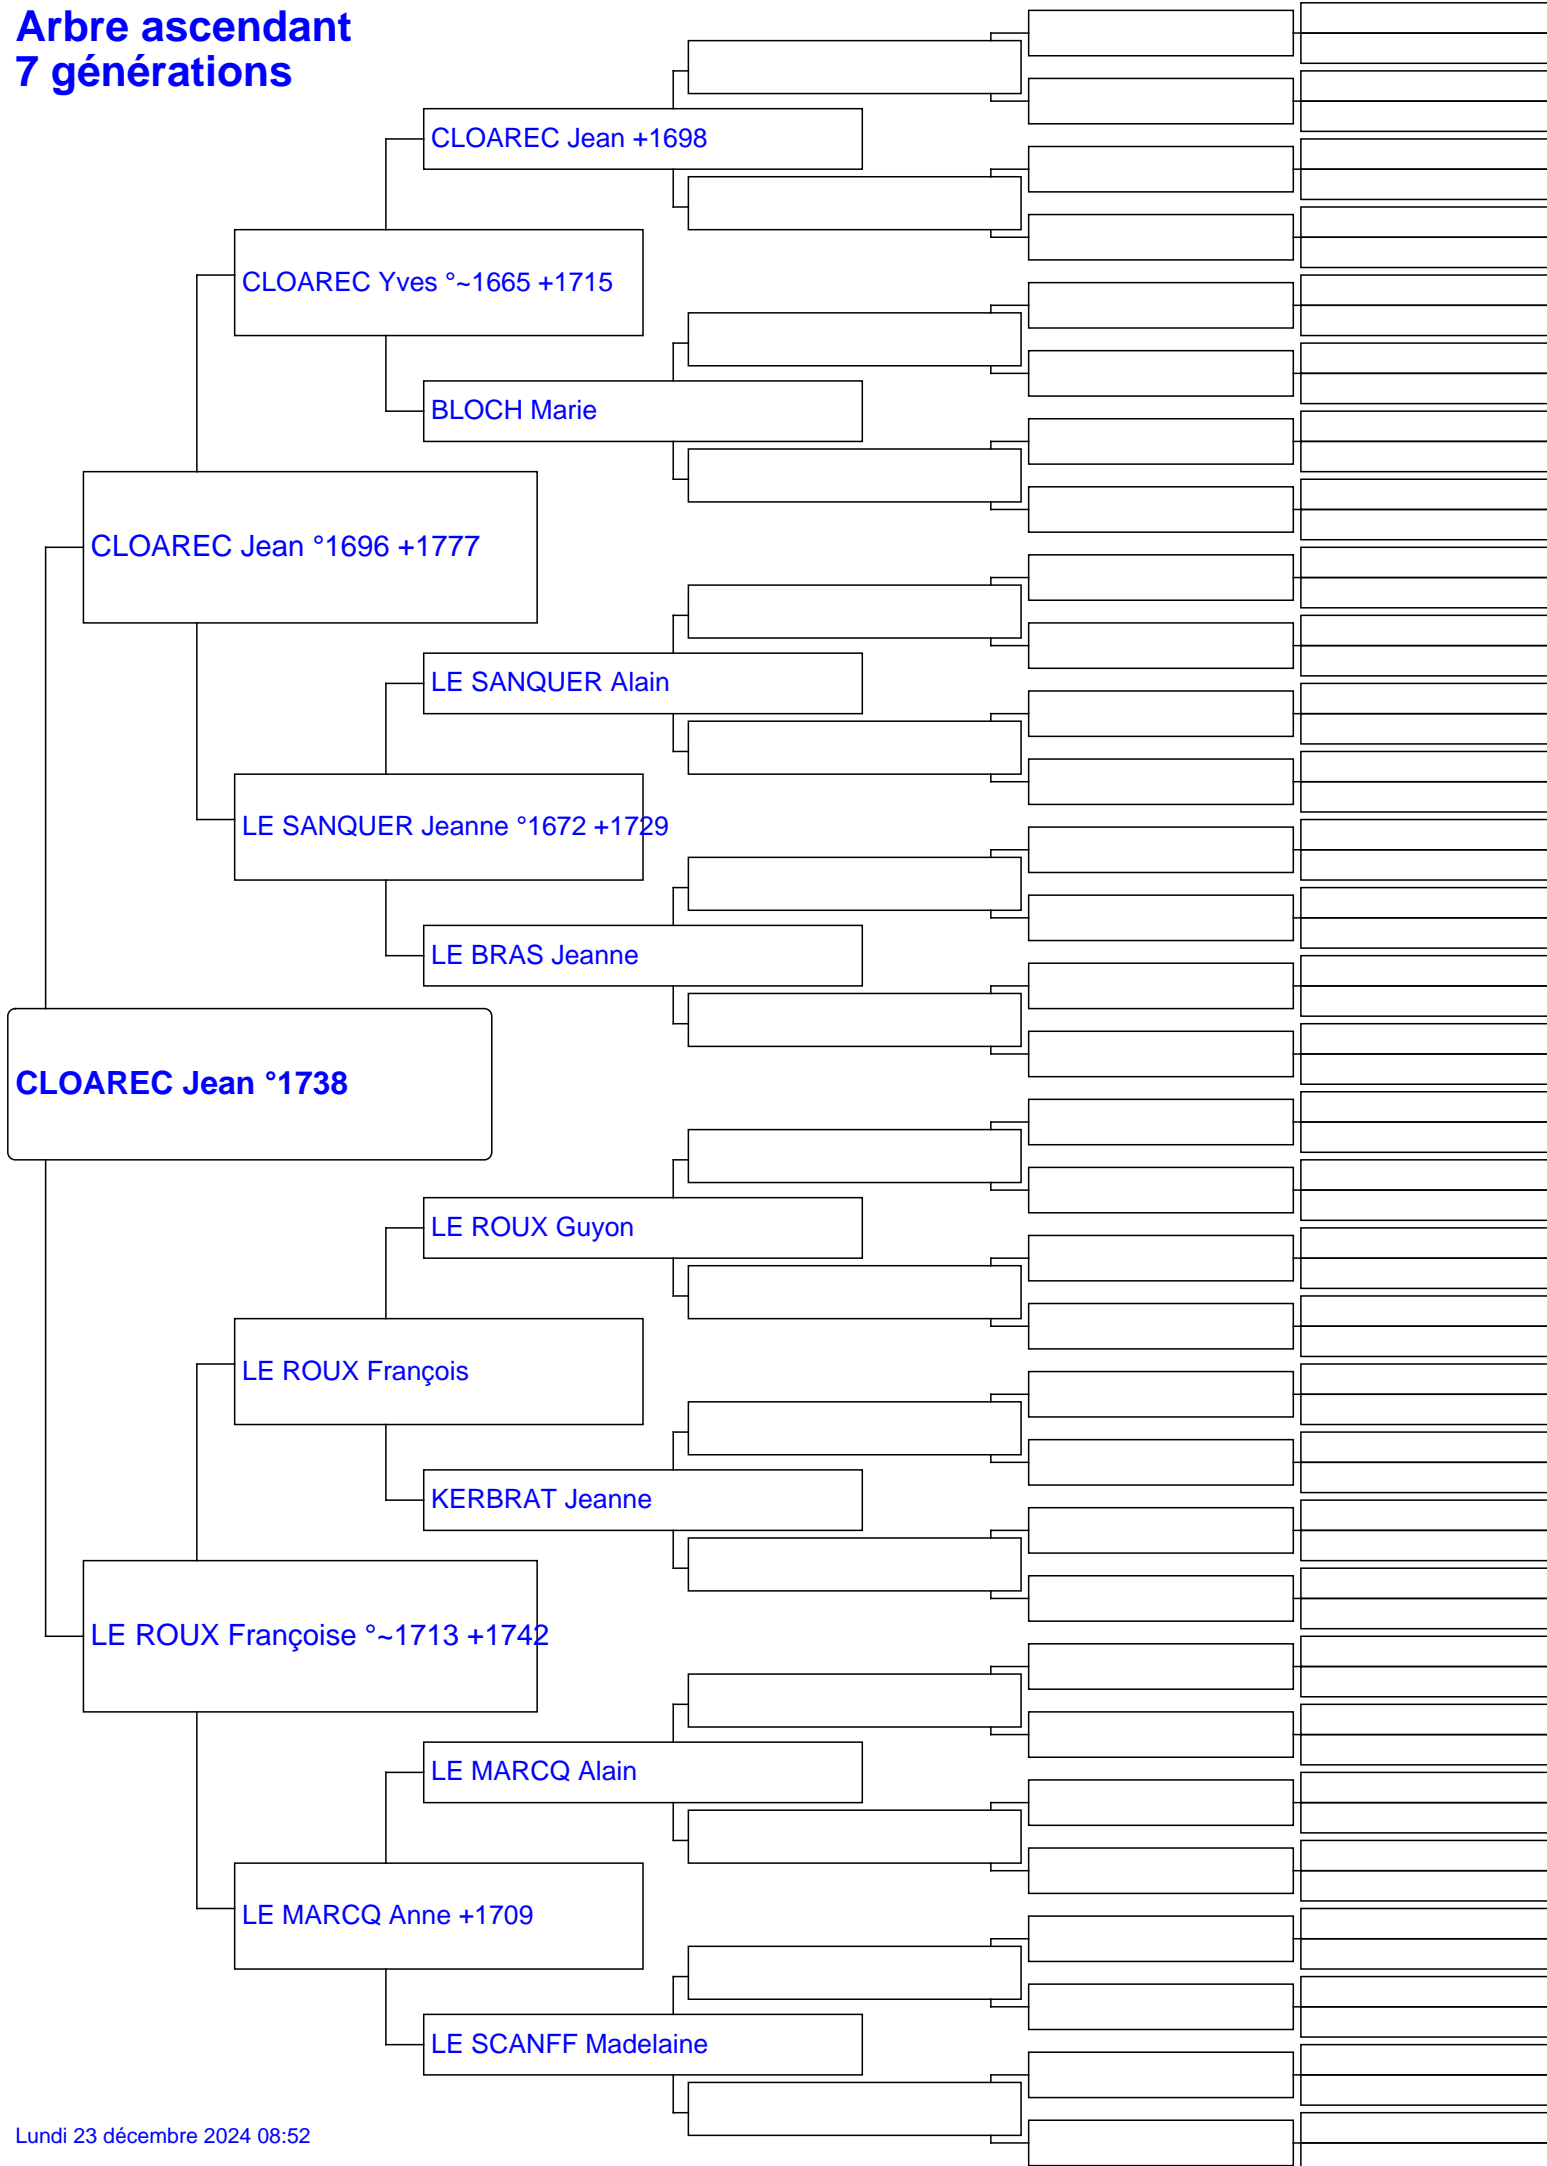 Arbre ascendant
7 générations
CLOAREC Jean +1698
CLOAREC Yves °~1665 +1715
BLOCH Marie
CLOAREC Jean °1696 +1777
LE SANQUER Alain
LE SANQUER Jeanne °1672 +1729
LE BRAS Jeanne
CLOAREC Jean °1738
LE ROUX Guyon
LE ROUX François
KERBRAT Jeanne
LE ROUX Françoise °~1713 +1742
LE MARCQ Alain
LE MARCQ Anne +1709
LE SCANFF Madelaine
Lundi 23 décembre 2024 08:52